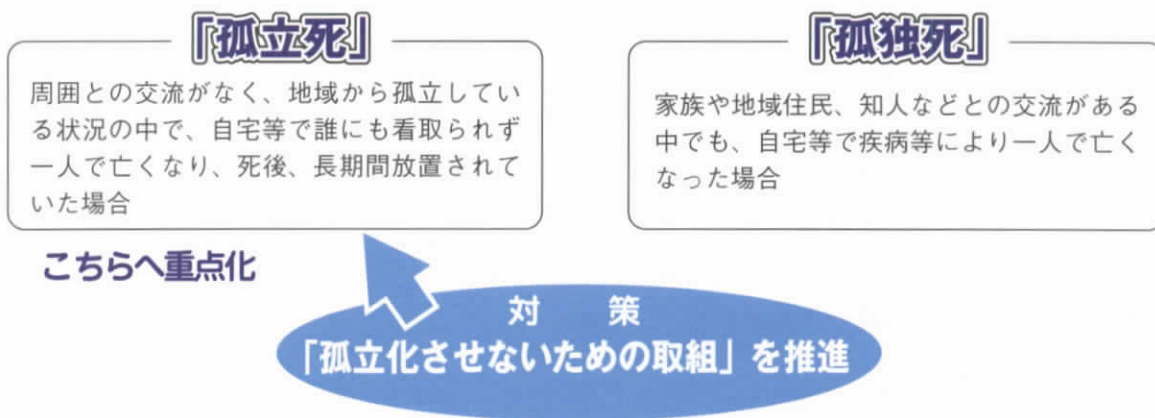 「孤立死」
周囲との交流がなく、地域から孤立してい
る状況の中で、自宅等で誰にも看取られず
一人で亡くなり、死後、長期間放置されて
いた場合
「孤独死」
家族や地域住民、知人などとの交流がある
中でも、自宅等で疾病等により一人で亡く
なった場合
こちらへ重点化
対　策
「孤立化させないための取組」を推進